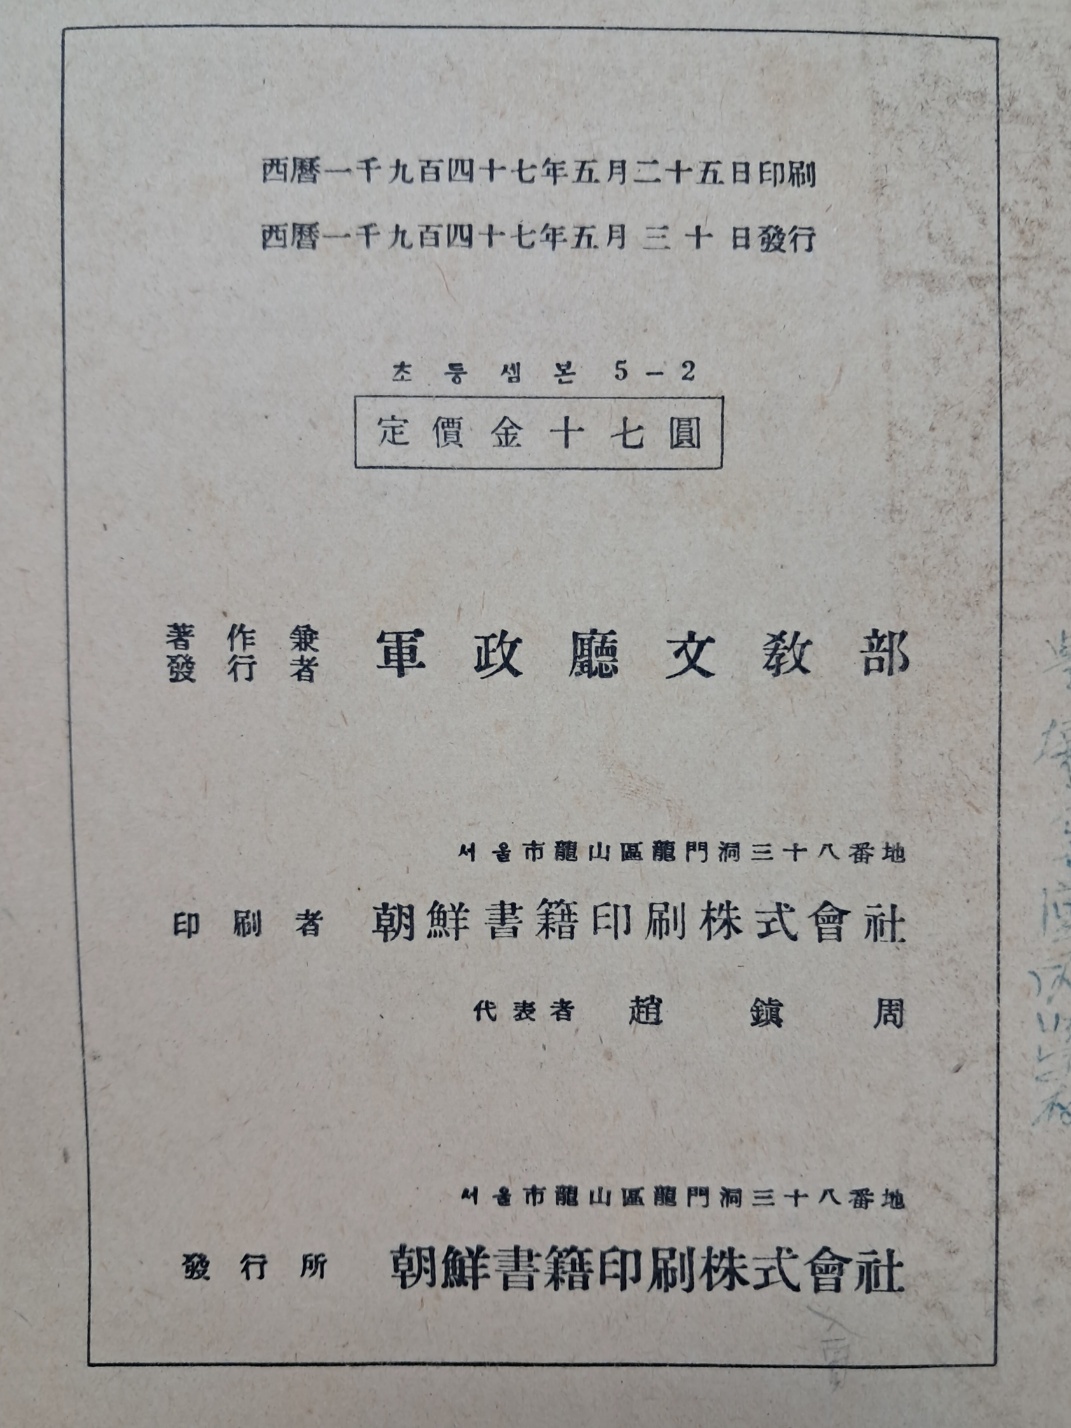 西曆一千九百四十七年五月二十五日印刷
西曆一千九百四十七年五月三十日發行
초등셈본 5-2
定價金十七圓
著作兼
發行者 軍政廳文敎部
서울市龍山區龍門洞三十八番地
印刷者 朝鮮書籍印刷株式會社
代表者 趙鎭周
서울市龍山區龍門洞三十八番地
發行所 朝鮮書籍印刷株式會社